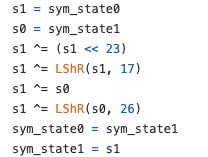 s1 = sym_state0
s0 = sym_state1
s1 ^= (s1 << 23)
s1 ^= LShR(s1, 17)
s1 ^= s0
s1 ^= LShR(s0, 26)
sym_state0 = sym_state1
sym_state1 = s1